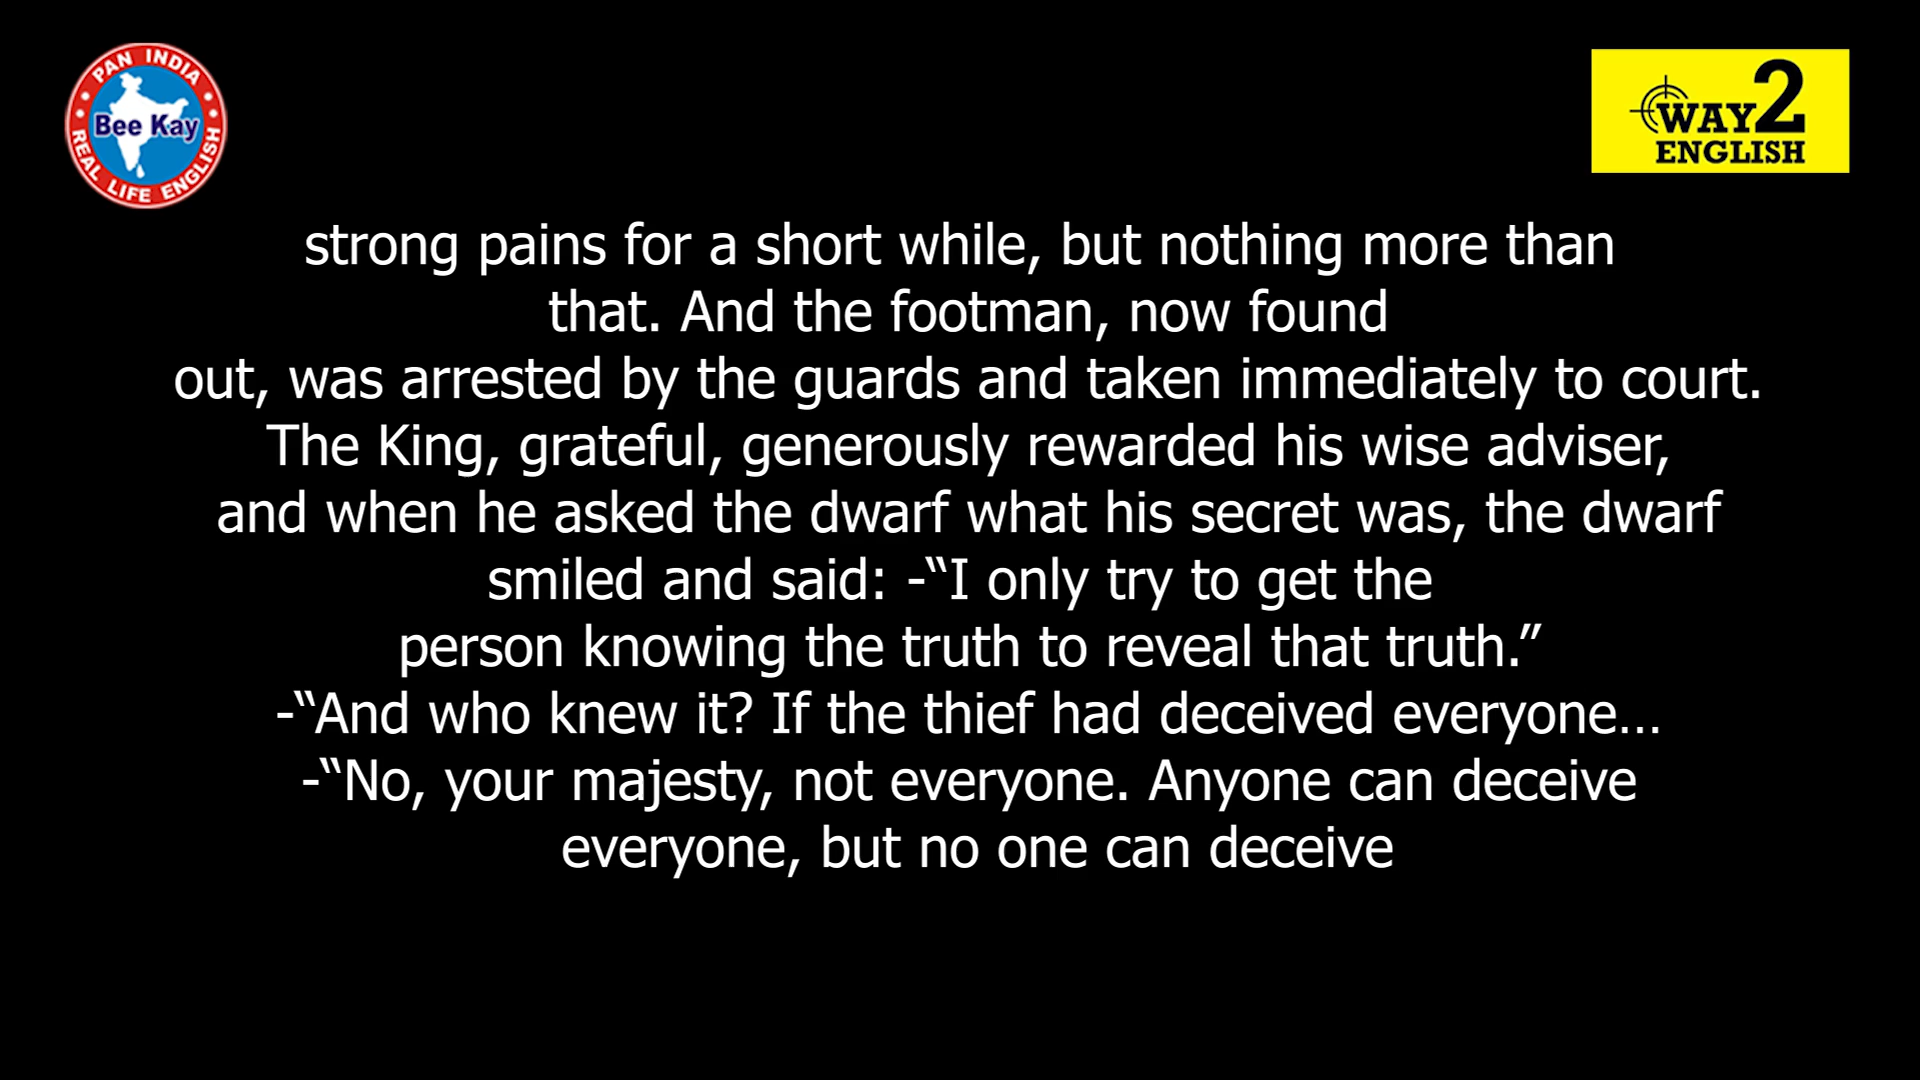 PAN INDIA
Bee Kay
REAL LIFE ENGLISH
WAY2
ENGLISH
strong pains for a short while, but nothing more than
that. And the footman, now found
out, was arrested by the guards and taken immediately to court.
The King, grateful, generously rewarded his wise adviser,
and when he asked the dwarf what his secret was, the dwarf
smiled and said: -“I only try to get the
person knowing the truth to reveal that truth.”
-“And who knew it? If the thief had deceived everyone…
-“No, your majesty, not everyone. Anyone can deceive
everyone, but no one can deceive